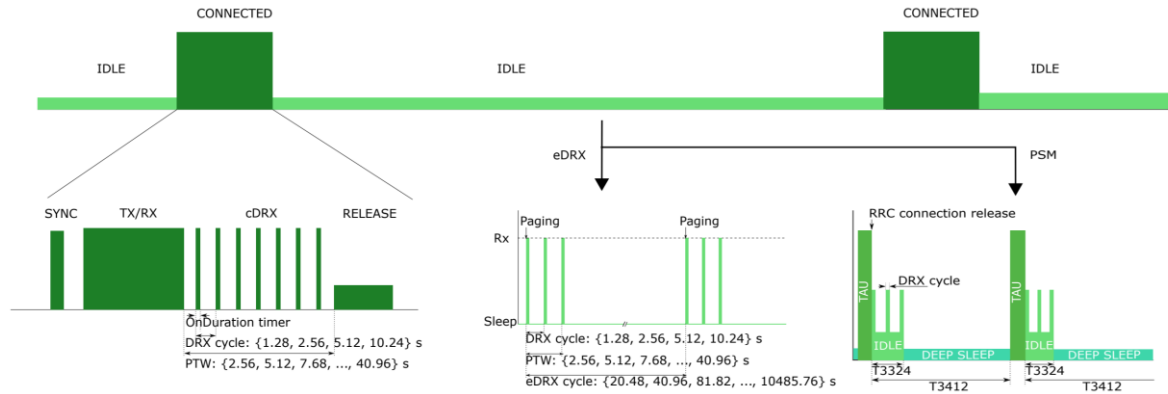 CONNECTED
CONNECTED
IDLE
IDLE
IDLE
eDRX
PSM
SYNC
TX/RX
cDRX
RELEASE
OnDuration timer
DRX cycle: {1.28, 2.56, 5.12, 10.24} s
PTW: {2.56, 5.12, 7.68, ..., 40.96} s
Paging
Paging
Rx
Sleep
DRX cycle: {1.28, 2.56, 5.12, 10.24} s
PTW: {2.56, 5.12, 7.68, ..., 40.96} s
eDRX cycle: {20.48, 40.96, 81.82, ..., 10485.76} s
RRC connection release
DRX cycle
TAU
TAU
IDLE
IDLE
DEEP SLEEP
DEEP SLEEP
T3324
T3324
T3412
T3412